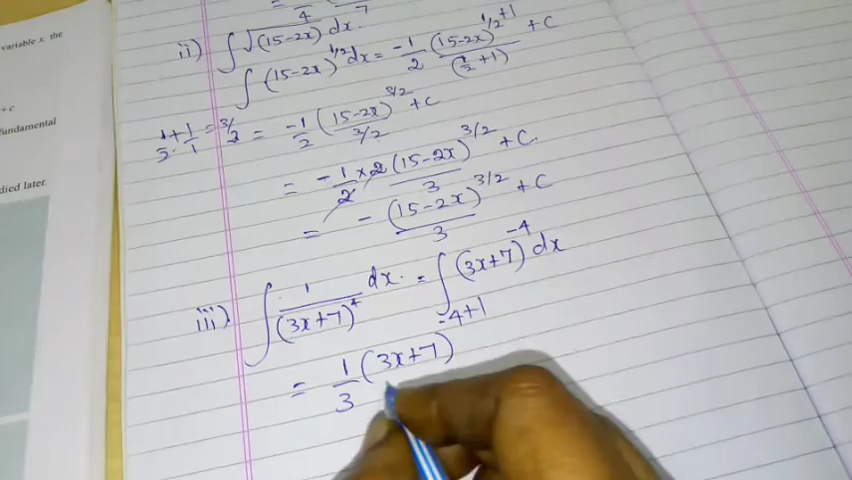 variable x. the
+ c
fundamental
died later.
4 7
ii) ∫√(15-2x) dx.
∫(15-2x)^1/2 dx = -1/2 (15-2x)^1/2+1 / (1/2+1) + C
1/2 + 1/1 = 3/2 = -1/2 (15-2x)^3/2 / 3/2 + C
= -1/2 × 2 (15-2x)^3/2 / 3 + C.
= - (15-2x)^3/2 / 3 + C
iii). ∫ 1/(3x+7)^4 dx. = ∫(3x+7)^-4 dx
= 1/3 (3x+7)^-4+1